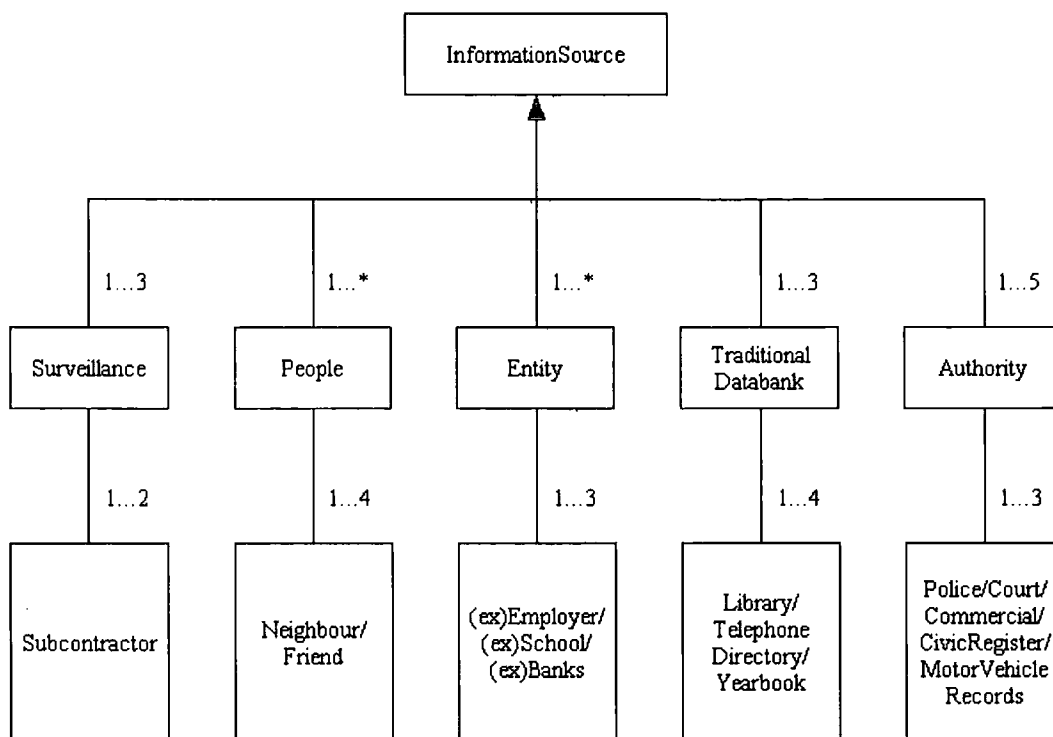 InformationSource
1...3
1...*
1...*
1...3
1...5
Surveillance
People
Entity
Traditional
Databank
Authority
1...2
1...4
1...3
1...4
1...3
Subcontractor
Neighbour/
Friend
(ex)Employer/
(ex)School/
(ex)Banks
Library/
Telephone
Directory/
Yearbook
Police/Court/
Commercial/
CivicRegister/
MotorVehicle
Records